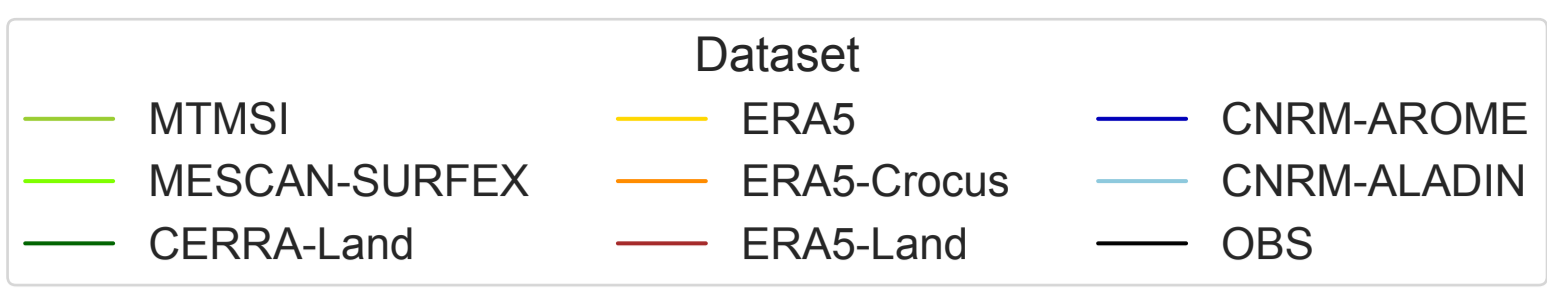 Dataset
MTMSI
MESCAN-SURFEX
CERRA-Land
ERA5
ERA5-Crocus
ERA5-Land
CNRM-AROME
CNRM-ALADIN
OBS